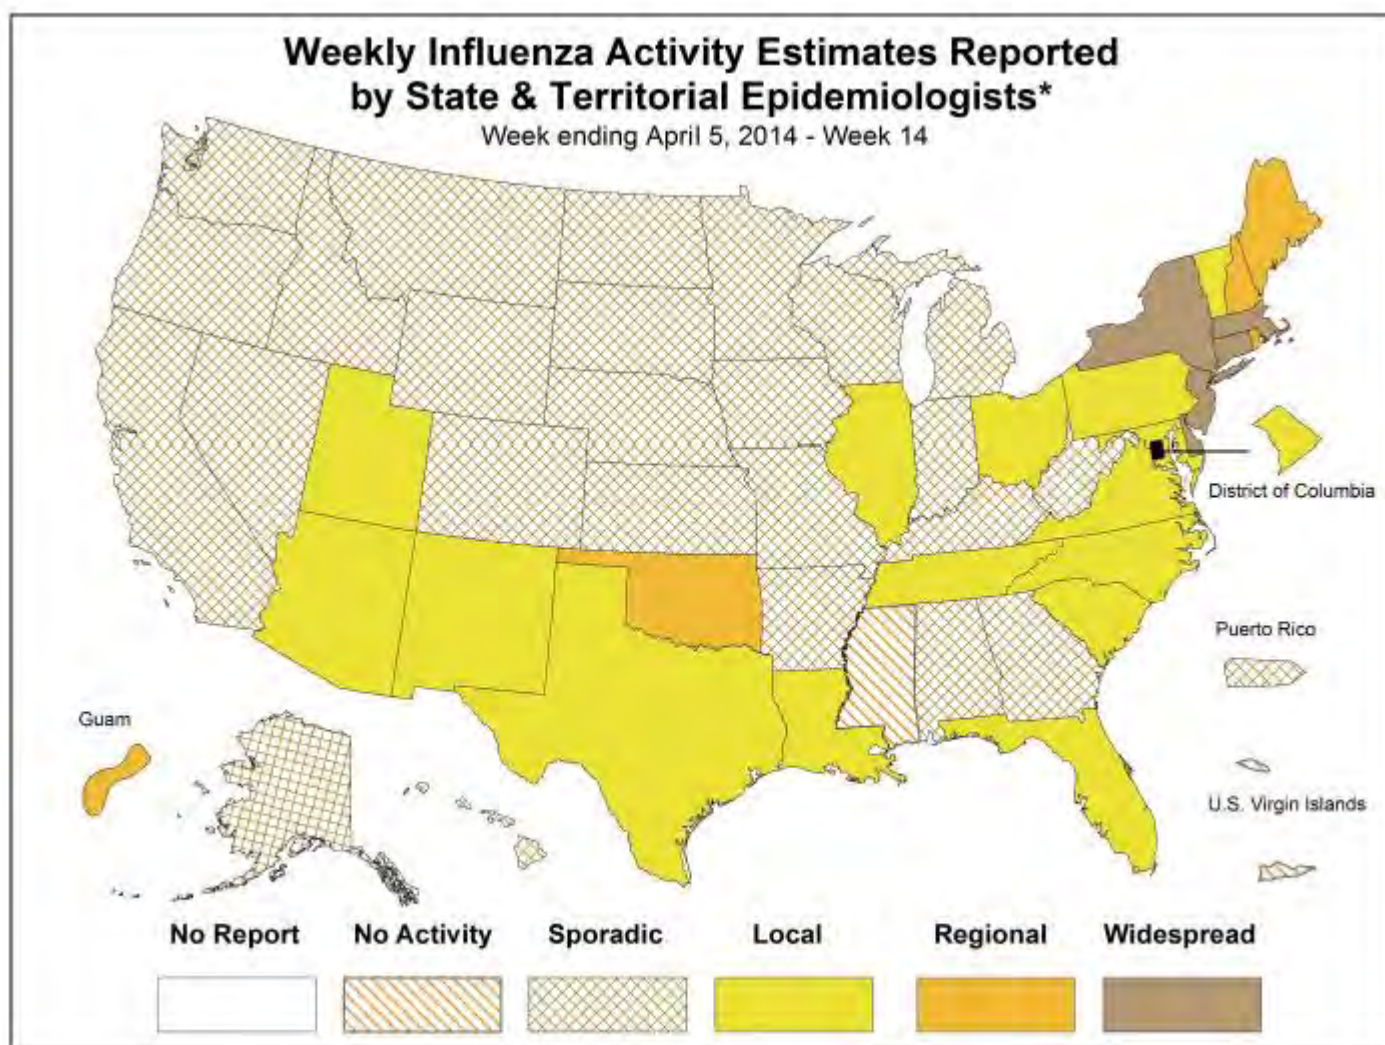 Weekly Influenza Activity Estimates Reported
by State & Territorial Epidemiologists*
Week ending April 5, 2014 - Week 14
District of Columbia
Puerto Rico
Guam
U.S. Virgin Islands
No Report No Activity Sporadic Local Regional Widespread